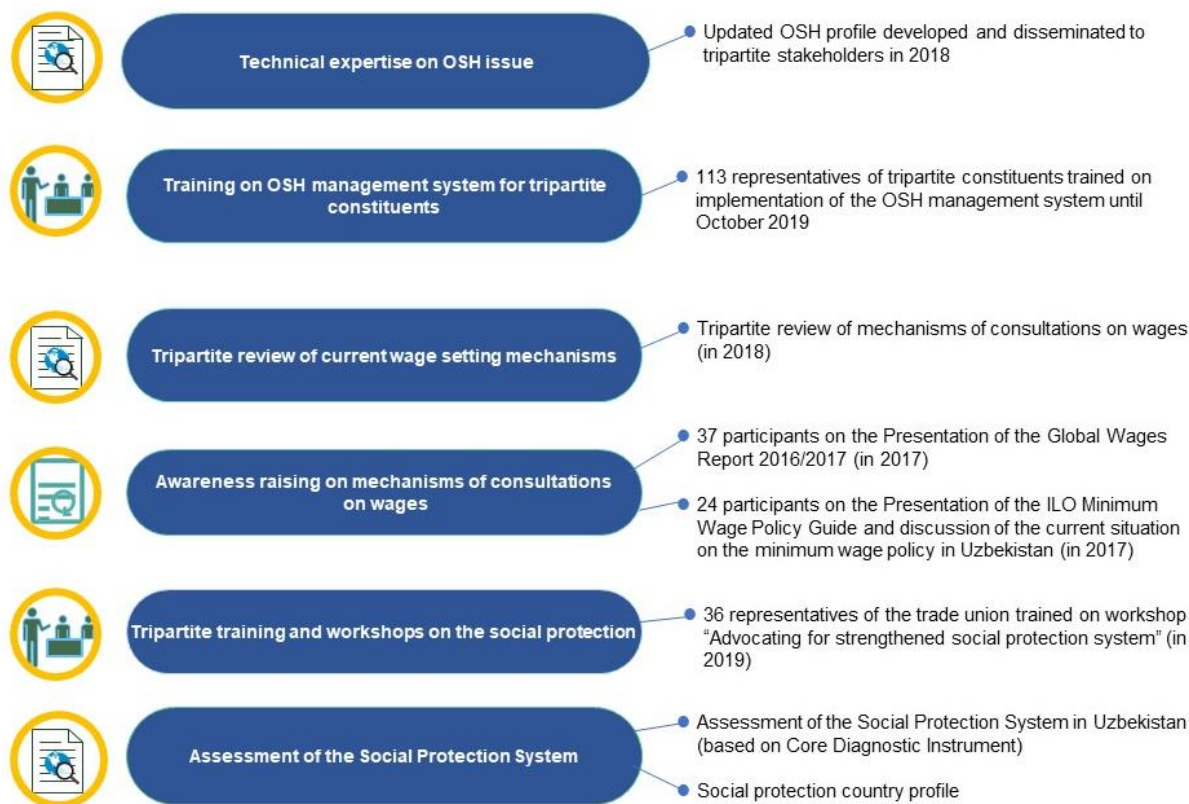 Technical expertise on OSH issue
Updated OSH profile developed and disseminated to
tripartite stakeholders in 2018
Training on OSH management system for tripartite
constituents
113 representatives of tripartite constituents trained on
implementation of the OSH management system until
October 2019
Tripartite review of current wage setting mechanisms
Tripartite review of mechanisms of consultations on wages
(in 2018)
Awareness raising on mechanisms of consultations
on wages
37 participants on the Presentation of the Global Wages
Report 2016/2017 (in 2017)
24 participants on the Presentation of the ILO Minimum
Wage Policy Guide and discussion of the current situation
on the minimum wage policy in Uzbekistan (in 2017)
Tripartite training and workshops on the social protection
36 representatives of the trade union trained on workshop
“Advocating for strengthened social protection system” (in
2019)
Assessment of the Social Protection System
Assessment of the Social Protection System in Uzbekistan
(based on Core Diagnostic Instrument)
Social protection country profile